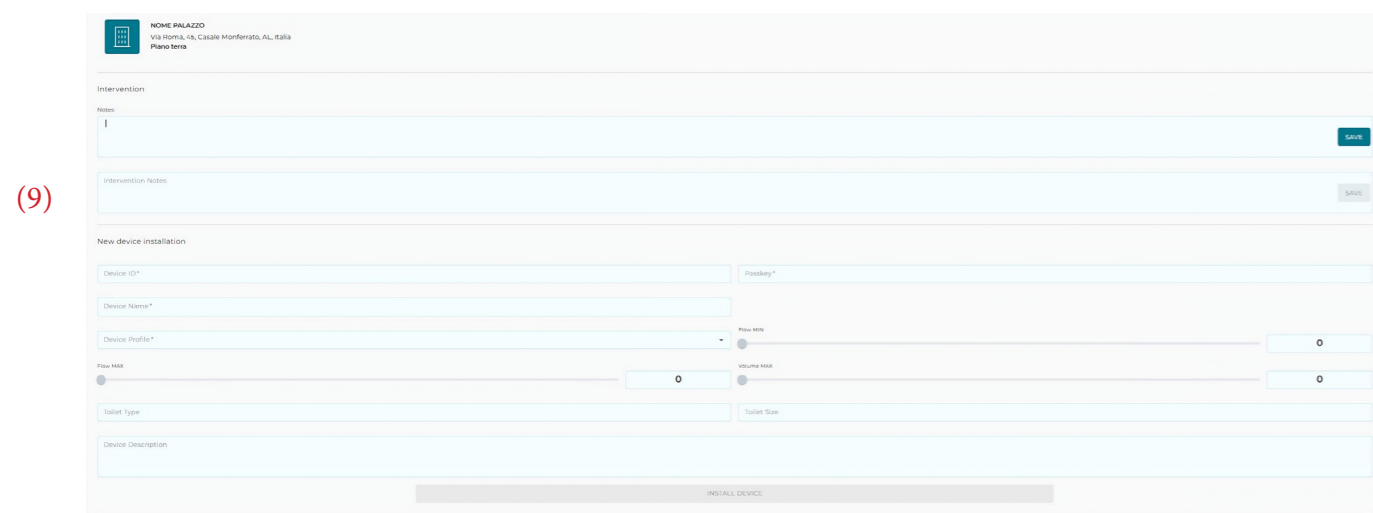 NOME PALAZZO
Via Roma, 45, Casale Monferrato, AL, Italia
Piano terra
Intervention
Notes
SAVE
(9)
Intervention Notes
SAVE
New device installation
Device ID*
Passkey*
Device Name*
Device Profile*
Flow MIN
0
Flow MAX
0
Volume MAX
0
Toilet Type
Toilet Size
Device Description
INSTALL DEVICE